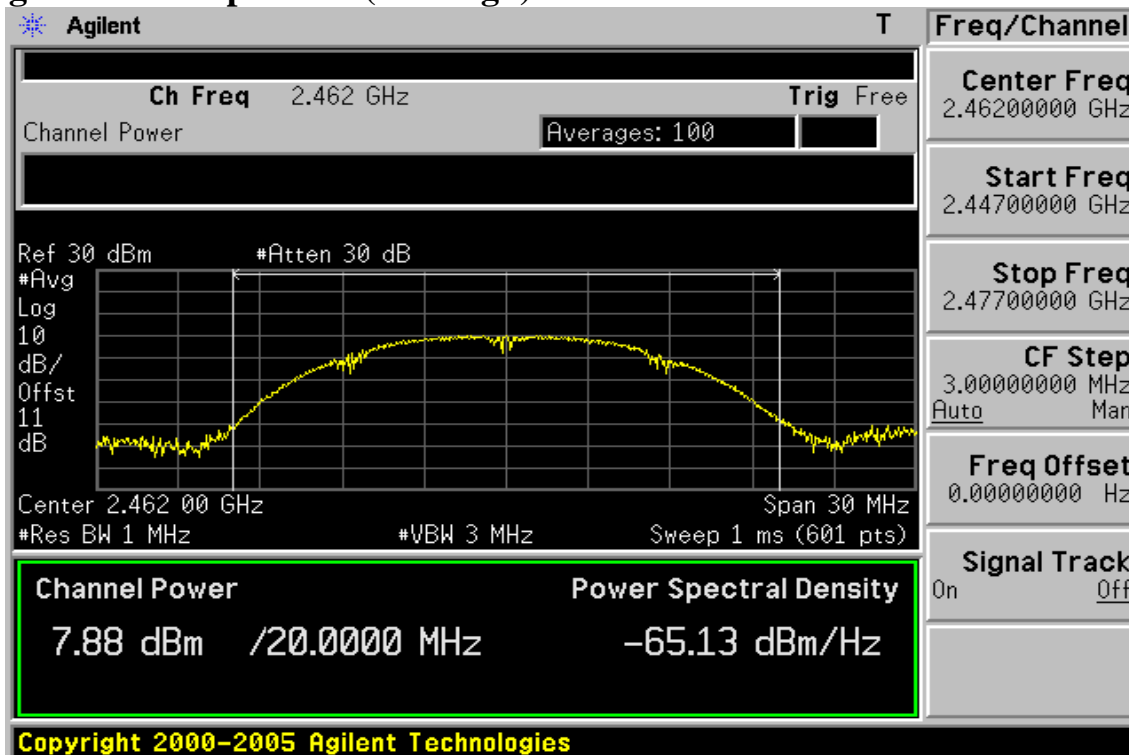 Agilent T
Ch Freq 2.462 GHz Trig Free
Channel Power Averages: 100
Ref 30 dBm #Atten 30 dB
#Avg
Log
10
dB/
Offst
11
dB
Center 2.462 00 GHz Span 30 MHz
#Res BW 1 MHz #VBW 3 MHz Sweep 1 ms (601 pts)
Channel Power Power Spectral Density
7.88 dBm /20.0000 MHz -65.13 dBm/Hz
Copyright 2000-2005 Agilent Technologies
Freq/Channel
Center Freq
2.46200000 GHz
Start Freq
2.44700000 GHz
Stop Freq
2.47700000 GHz
CF Step
3.00000000 MHz
Auto Man
Freq Offset
0.00000000 Hz
Signal Track
On Off